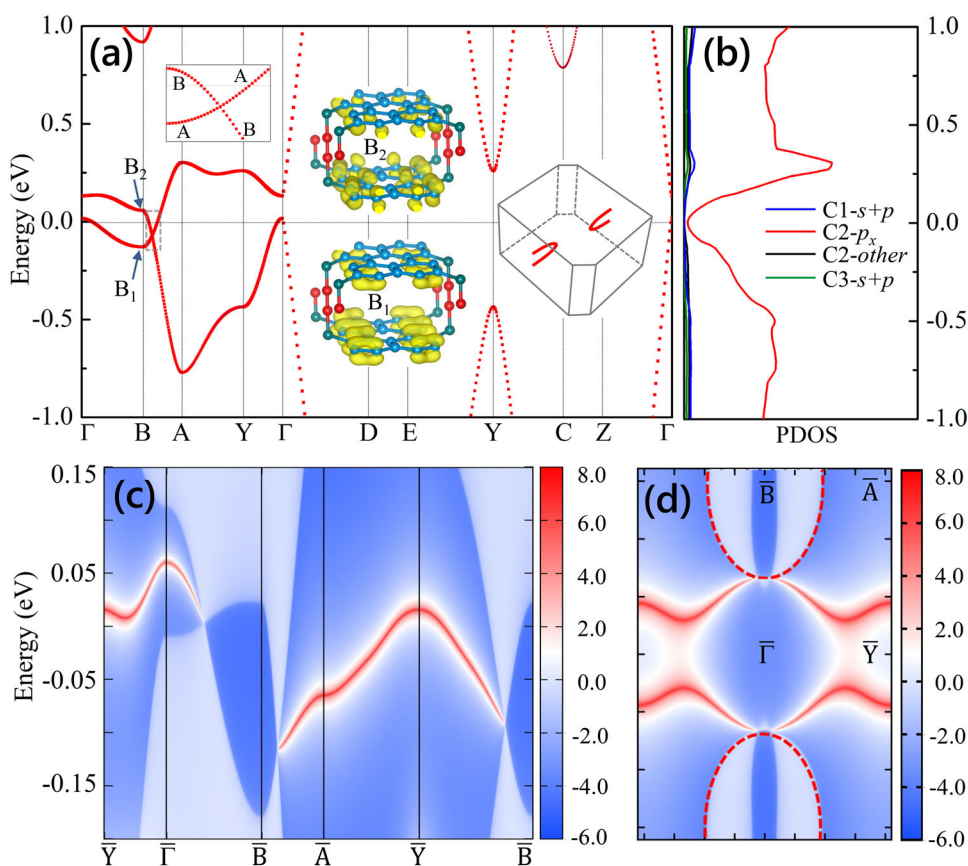 (a)
1.0
0.5
0.0
-0.5
-1.0
Energy (eV)
B
A
A
B
B2
B1
B₂
B₁
Γ B A Y Γ D E Y C Z Γ
(b)
1.0
0.5
0.0
-0.5
-1.0
C1-s+p
C2-pₓ
C2-other
C3-s+p
PDOS
(c)
0.15
0.05
-0.05
-0.15
Energy (eV)
Y̅ Γ̅ B̅ A̅ Y̅ B̅
8.0
6.0
4.0
2.0
0.0
-2.0
-4.0
-6.0
(d)
B̅ A̅
Γ̅ Y̅
8.0
6.0
4.0
2.0
0.0
-2.0
-4.0
-6.0